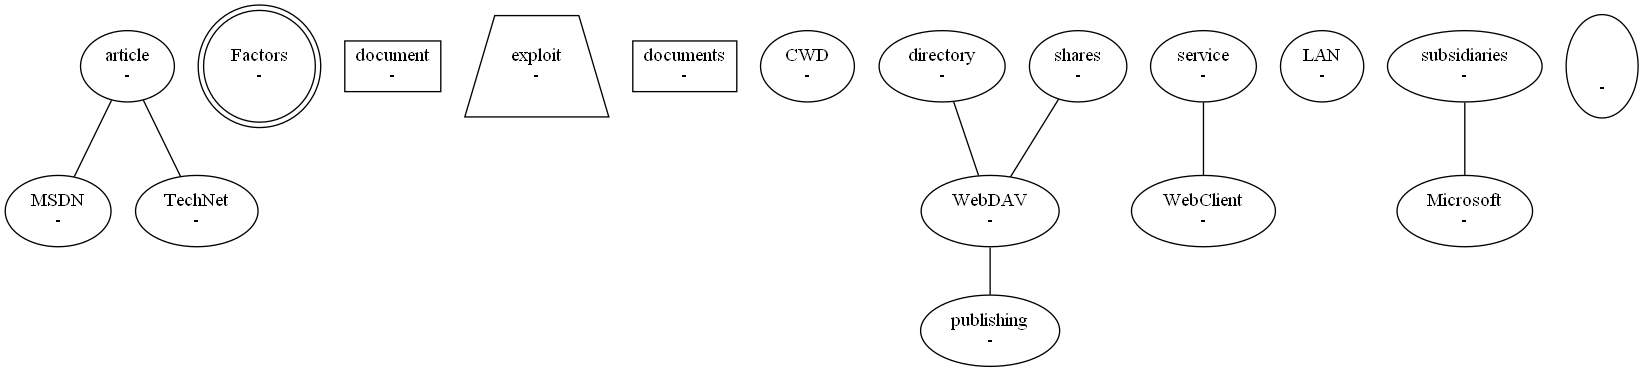 article
-
Factors
-
document
-
exploit
-
documents
-
CWD
-
directory
-
shares
-
service
-
LAN
-
subsidiaries
-
-
MSDN
-
TechNet
-
WebDAV
-
WebClient
-
Microsoft
-
publishing
-